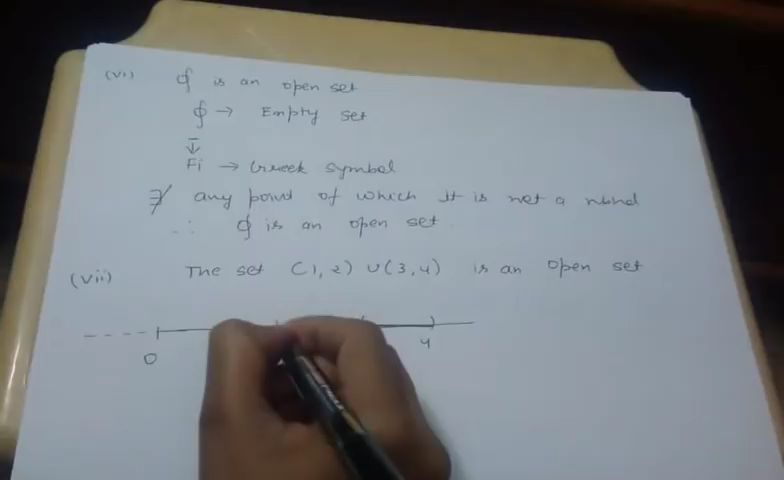 (vi) ϕ is an open set
ϕ → Empty set
Fi → Greek symbol
∄ any point of which it is not a nbhd
∴ ϕ is an open set
(vii) The set (1, 2) ∪ (3, 4) is an open set
0 4